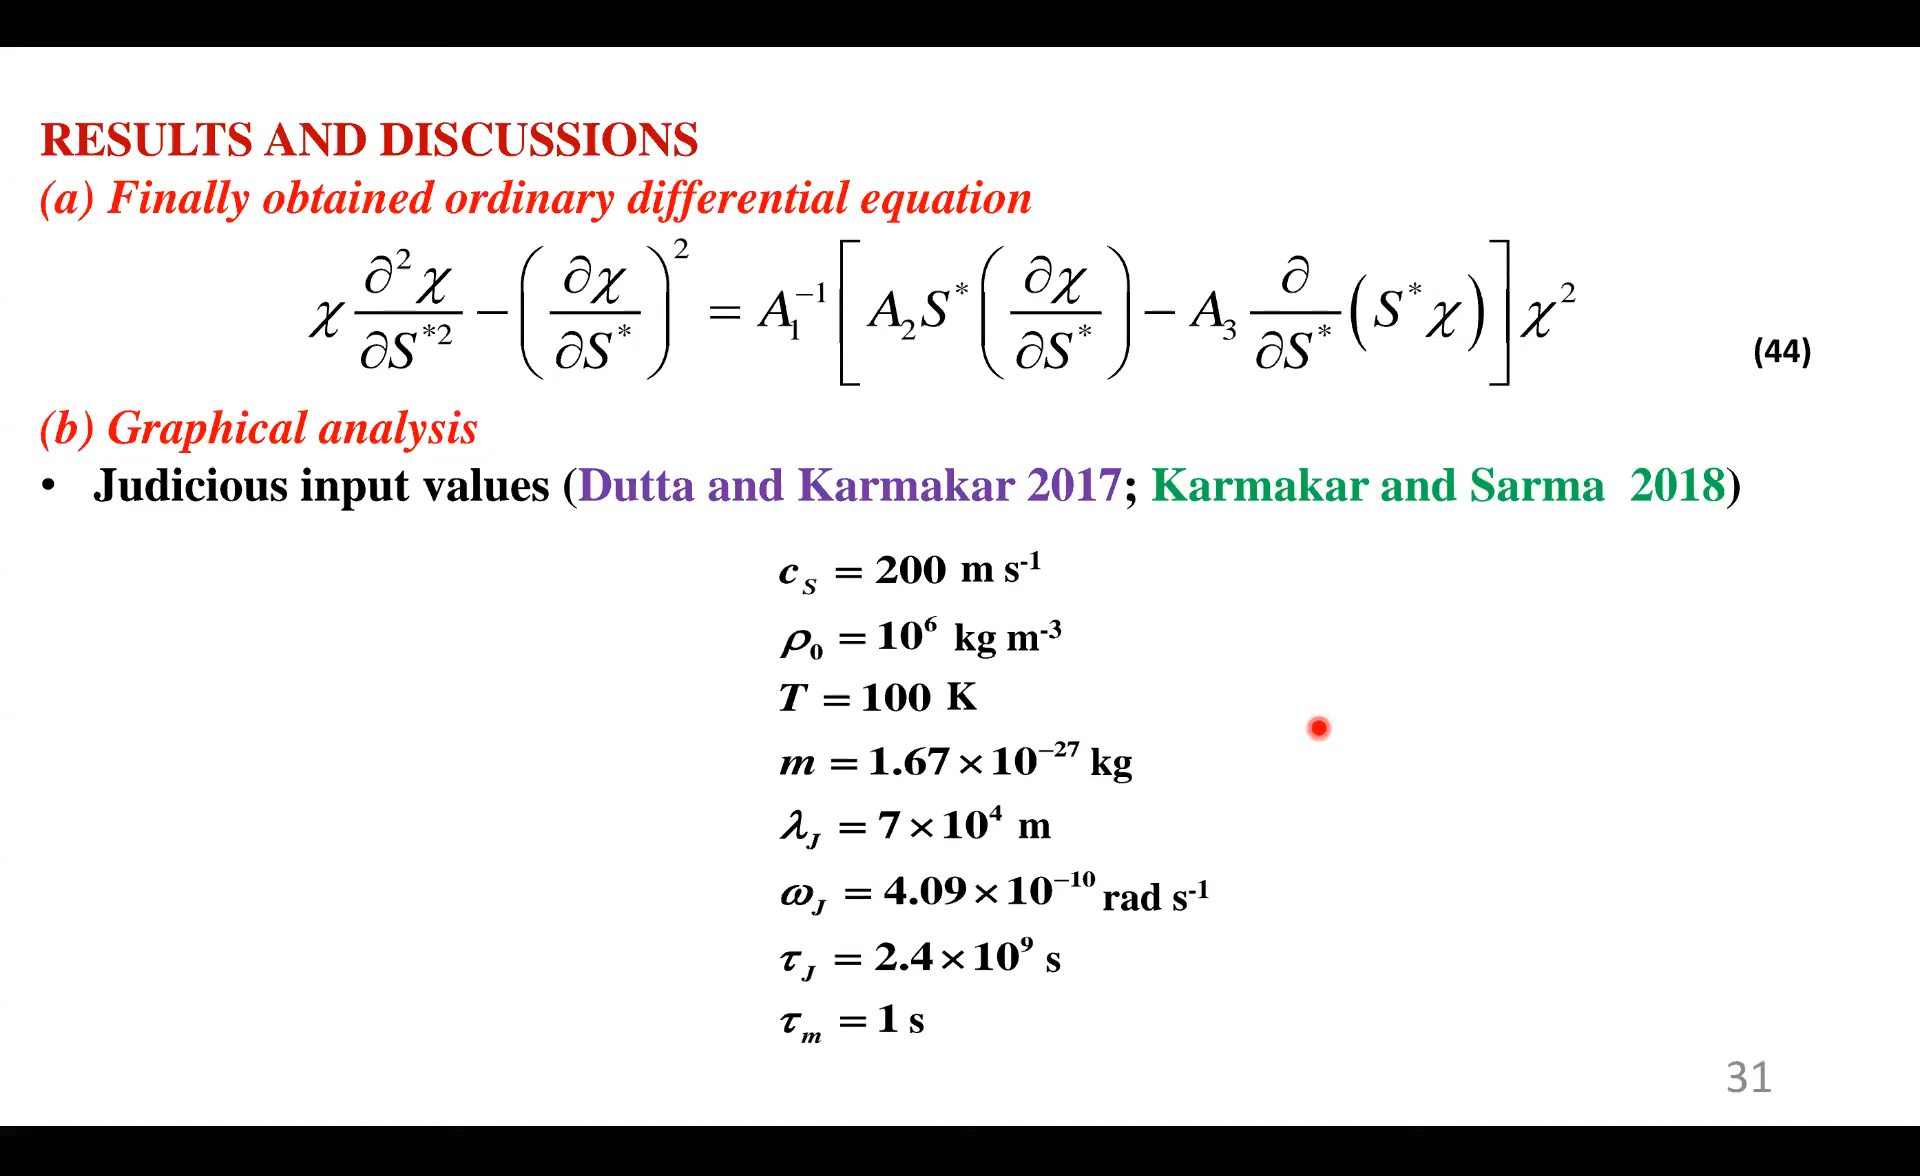 RESULTS AND DISCUSSIONS
(a) Finally obtained ordinary differential equation
χ ∂²χ/∂S*² − (∂χ/∂S*)² = A₁⁻¹ [ A₂S* (∂χ/∂S*) − A₃ ∂/∂S* (S*χ) ] χ² (44)
(b) Graphical analysis
• Judicious input values (Dutta and Karmakar 2017; Karmakar and Sarma 2018)
c_S = 200 m s⁻¹
ρ₀ = 10⁶ kg m⁻³
T = 100 K
m = 1.67 × 10⁻²⁷ kg
λ_J = 7 × 10⁴ m
ω_J = 4.09 × 10⁻¹⁰ rad s⁻¹
τ_J = 2.4 × 10⁹ s
τ_m = 1 s
31